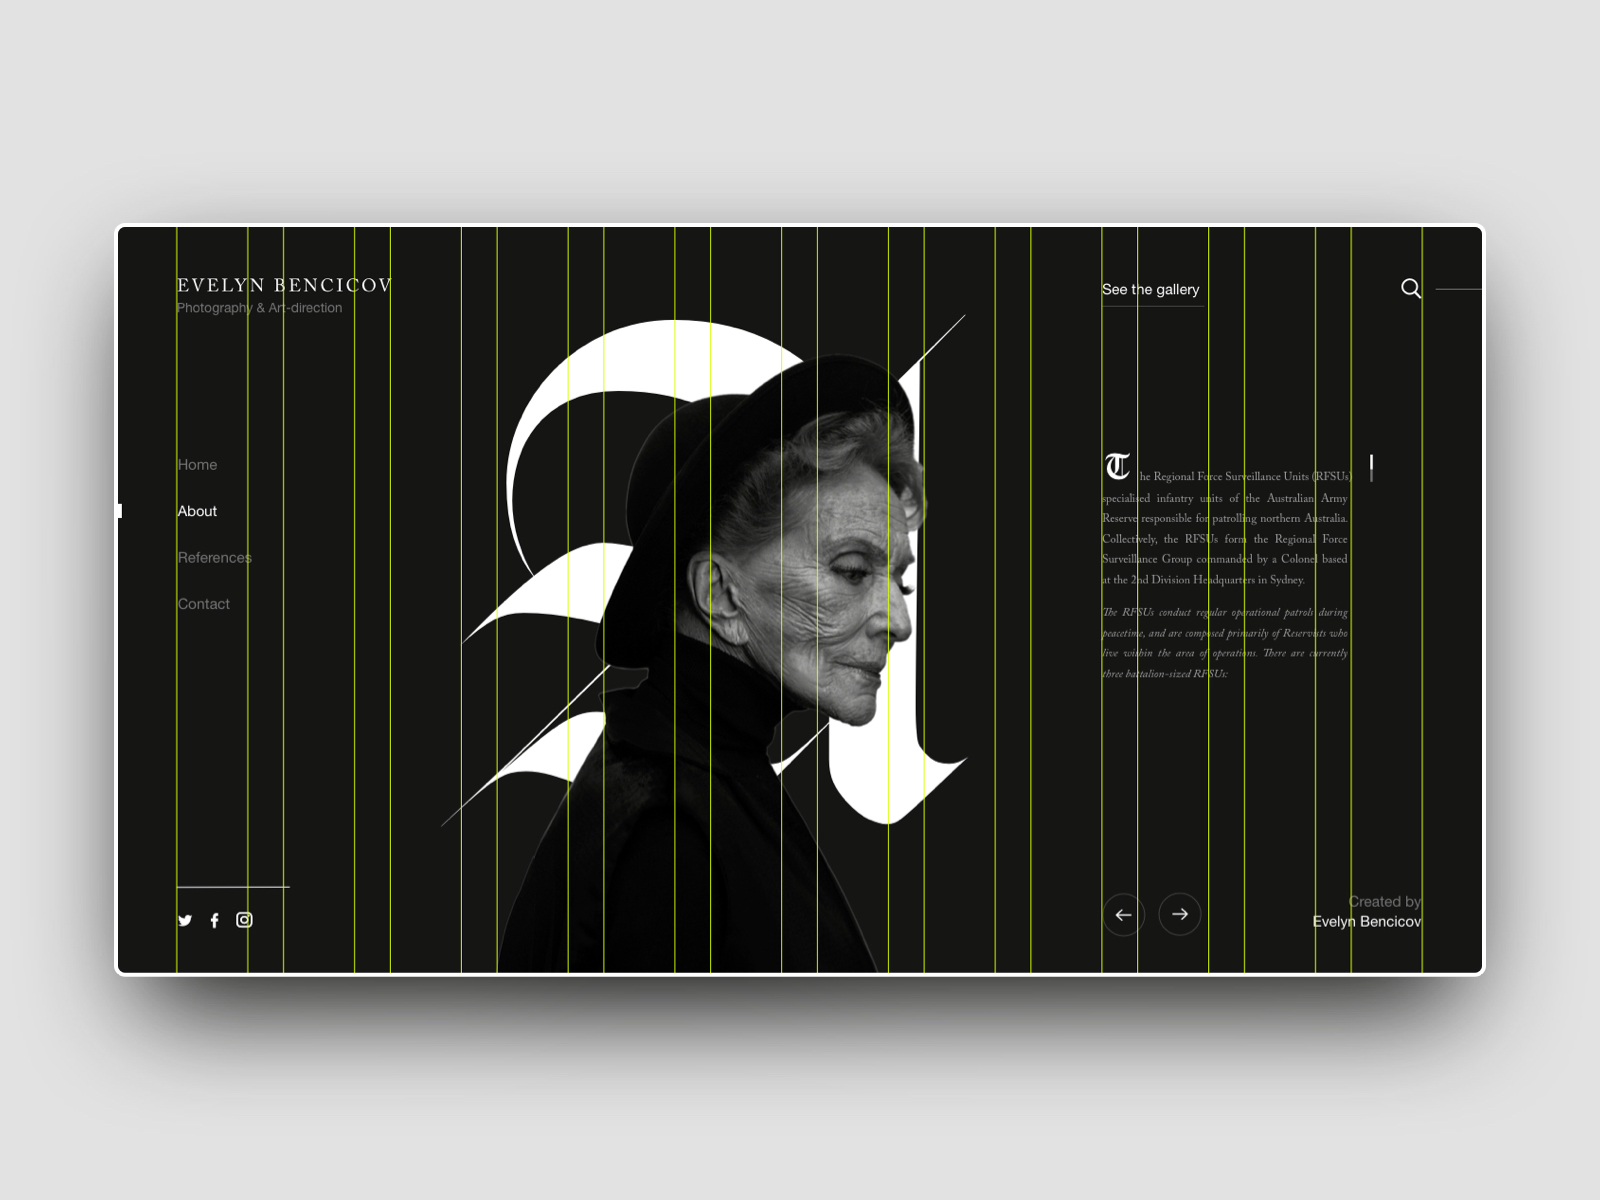 EVELYN BENCICOV
Photography & Art-direction
See the gallery
Home
About
References
Contact
The Regional Force Surveillance Units (RFSUs)
specialised infantry units of the Australian Army
Reserve responsible for patrolling northern Australia.
Collectively, the RFSUs form the Regional Force
Surveillance Group commanded by a Colonel based
at the 2nd Division Headquarters in Sydney.
The RFSUs conduct regular operational patrols during
peacetime, and are composed primarily of Reservists who
live within the area of operations. There are currently
three battalion-sized RFSUs:
A
Created by
Evelyn Bencicov